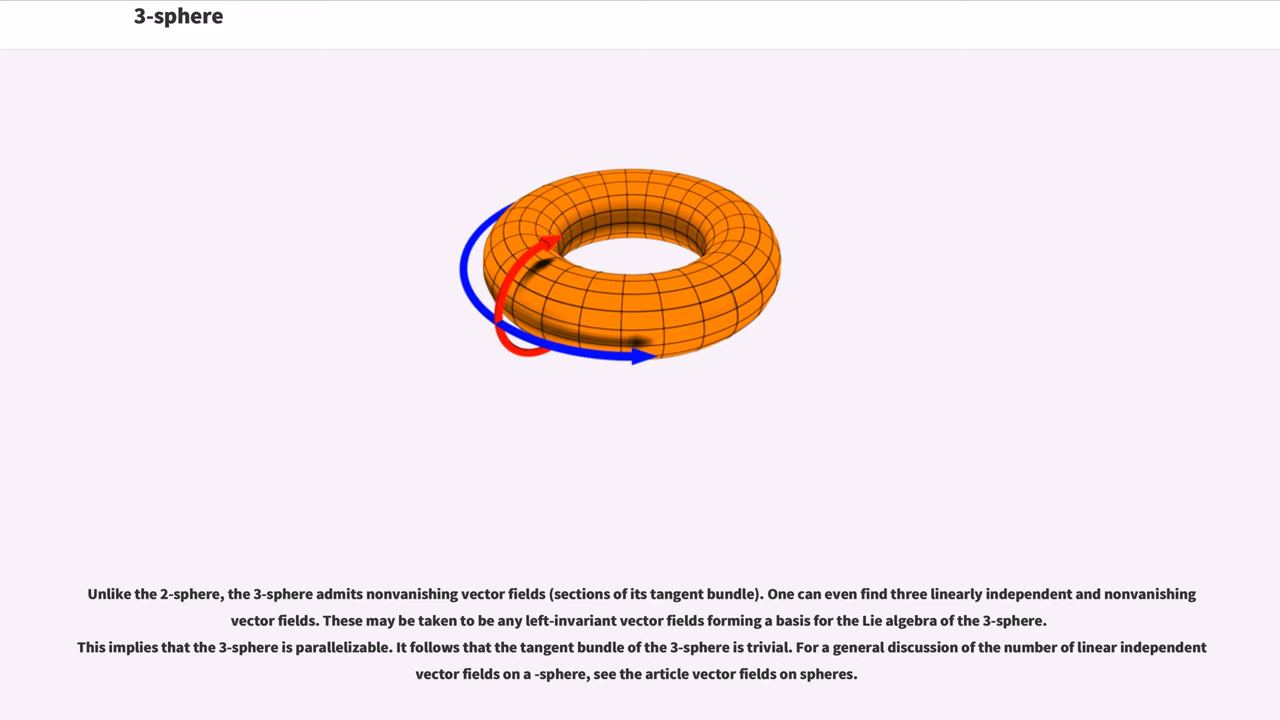 3-sphere
Unlike the 2-sphere, the 3-sphere admits nonvanishing vector fields (sections of its tangent bundle). One can even find three linearly independent and nonvanishing
vector fields. These may be taken to be any left-invariant vector fields forming a basis for the Lie algebra of the 3-sphere.
This implies that the 3-sphere is parallelizable. It follows that the tangent bundle of the 3-sphere is trivial. For a general discussion of the number of linear independent
vector fields on a -sphere, see the article vector fields on spheres.